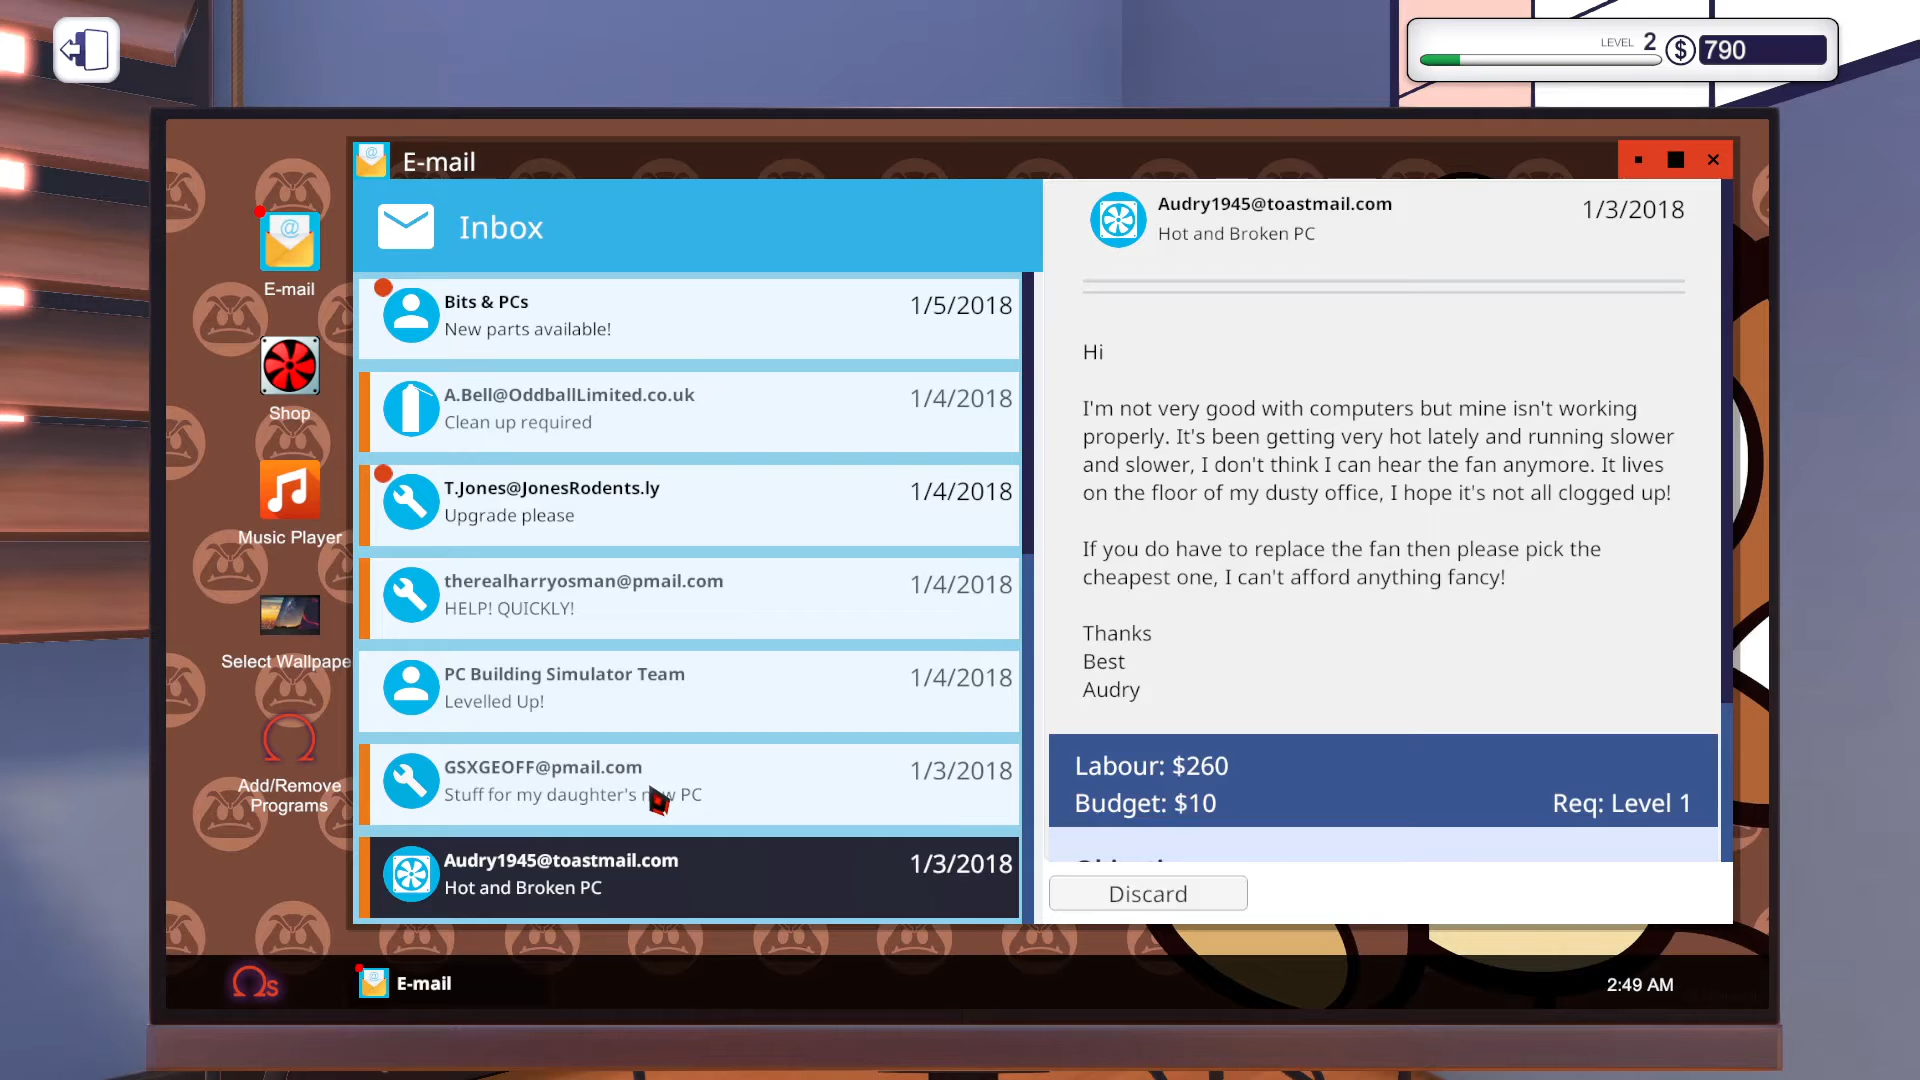 LEVEL 2
$ 790
E-mail
Inbox
Bits & PCs
1/5/2018
New parts available!
A.Bell@OddballLimited.co.uk
1/4/2018
Clean up required
T.Jones@JonesRodents.ly
1/4/2018
Upgrade please
therealharryosman@pmail.com
1/4/2018
HELP! QUICKLY!
PC Building Simulator Team
1/4/2018
Levelled Up!
GSXGEOFF@pmail.com
1/3/2018
Stuff for my daughter's new PC
Audry1945@toastmail.com
1/3/2018
Hot and Broken PC
Audry1945@toastmail.com
1/3/2018
Hot and Broken PC
Hi
I'm not very good with computers but mine isn't working
properly. It's been getting very hot lately and running slower
and slower, I don't think I can hear the fan anymore. It lives
on the floor of my dusty office, I hope it's not all clogged up!
If you do have to replace the fan then please pick the
cheapest one, I can't afford anything fancy!
Thanks
Best
Audry
Labour: $260
Budget: $10
Req: Level 1
Discard
E-mail
Shop
Music Player
Select Wallpape
Add/Remove
Programs
Ωs
E-mail
2:49 AM